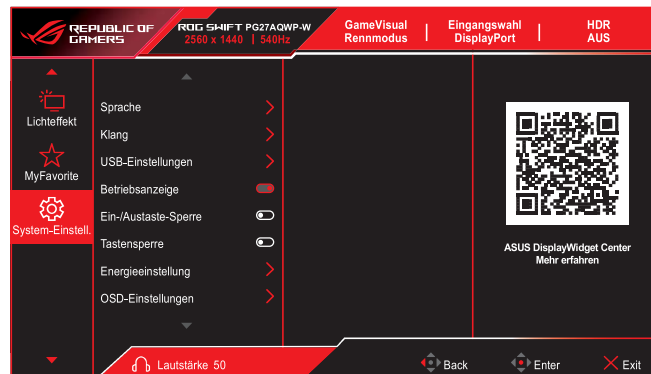 REPUBLIC OF
GAMERS
ROG SWIFT PG27AQWP-W
2560 x 1440 | 540Hz
GameVisual
Rennmodus
Eingangswahl
DisplayPort
HDR
AUS
Lichteffekt
MyFavorite
System-Einstell.
Sprache
Klang
USB-Einstellungen
Betriebsanzeige
Ein-/Austaste-Sperre
Tastensperre
Energieeinstellung
OSD-Einstellungen
ASUS DisplayWidget Center
Mehr erfahren
Lautstärke 50
Back
Enter
Exit